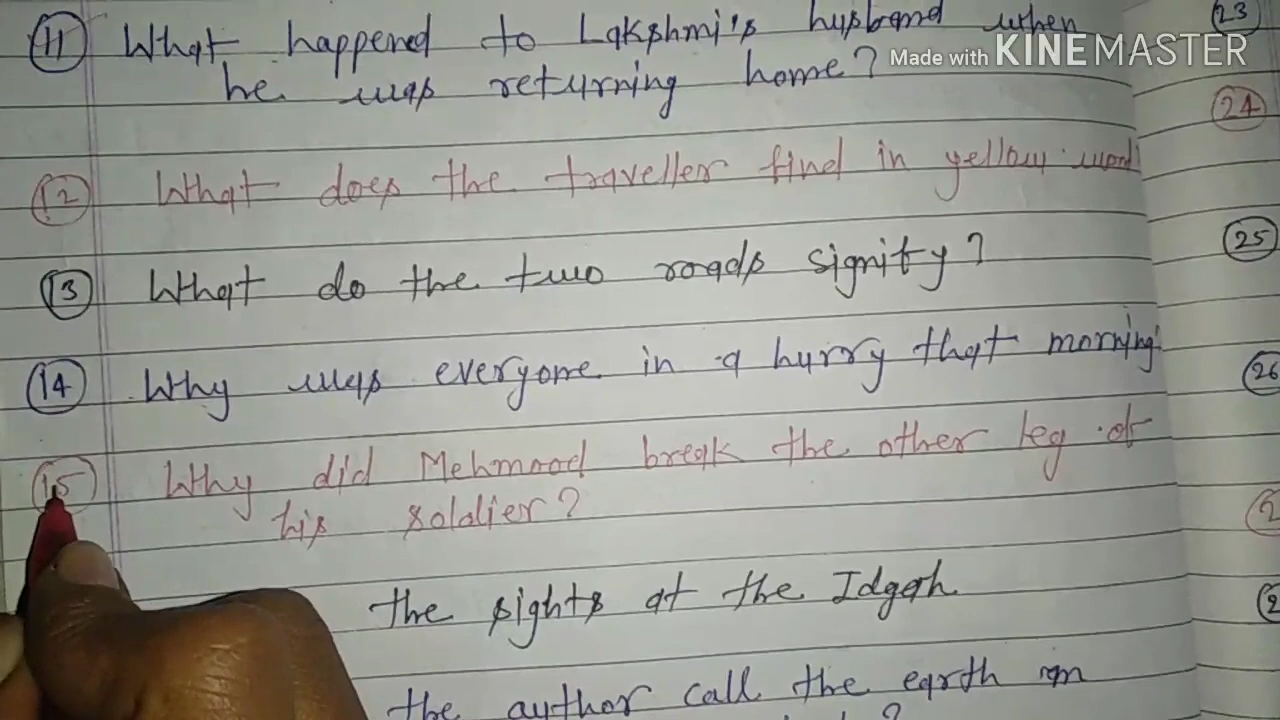 11 What happened to Lakshmi's husband when
he was returning home?
Made with KINEMASTER
12 What does the traveller find in yellow wood
13 What do the two roads signity?
14 Why was everyone in a hurry that morning
15 Why did Mehmood break the other leg of
his soldier?
the sights at the Idgah
the author call the earth an
23
24
25
26